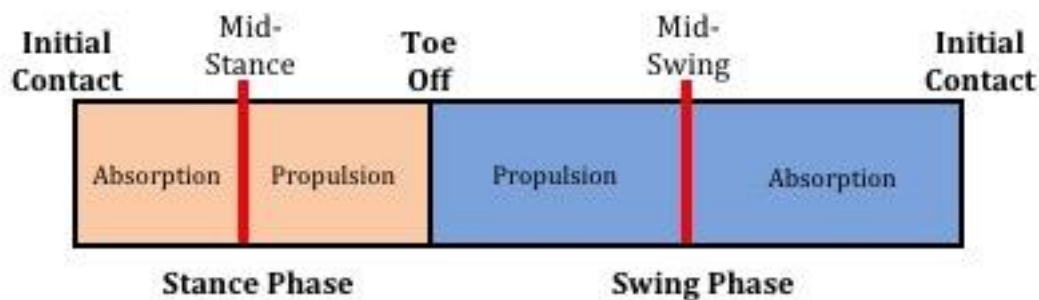 Initial
Contact
Mid-
Stance
Toe
Off
Mid-
Swing
Initial
Contact
Absorption
Propulsion
Propulsion
Absorption
Stance Phase
Swing Phase